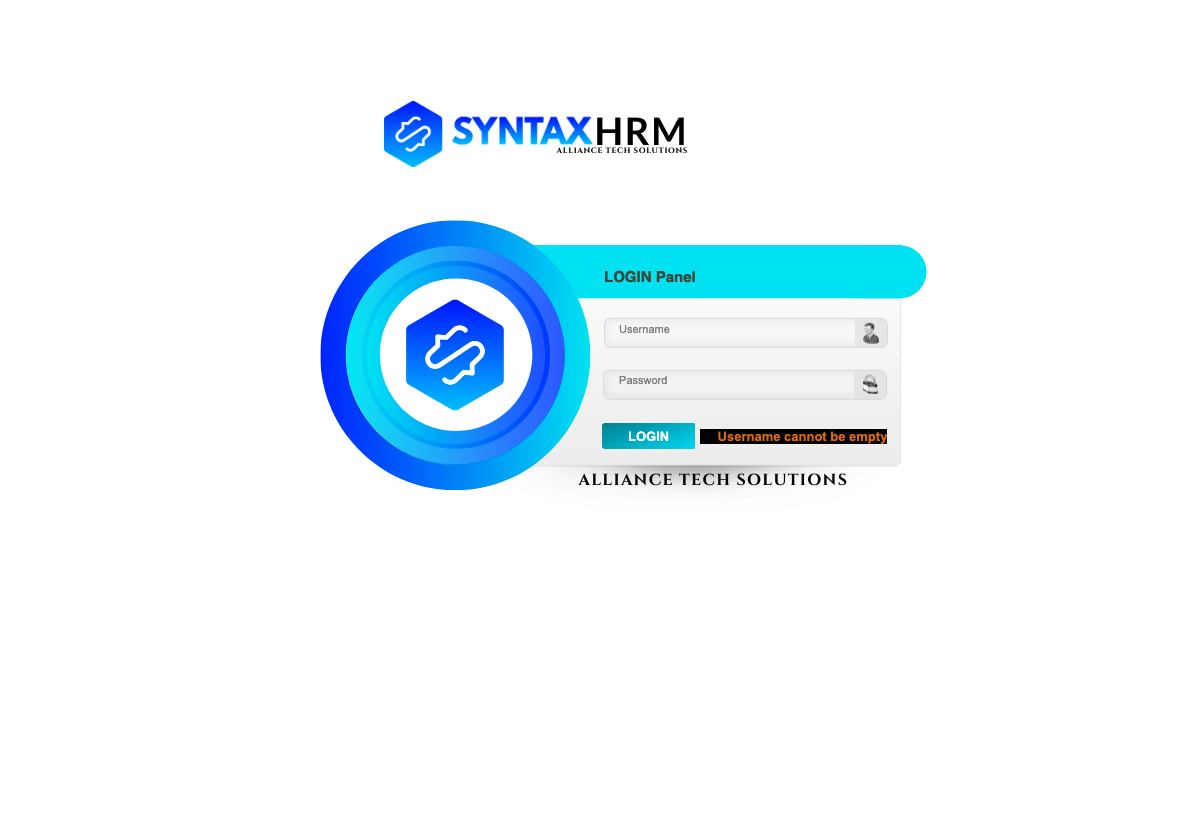 SYNTAXHRM
ALLIANCE TECH SOLUTIONS
LOGIN Panel
Username
Password
LOGIN Username cannot be empty
ALLIANCE TECH SOLUTIONS